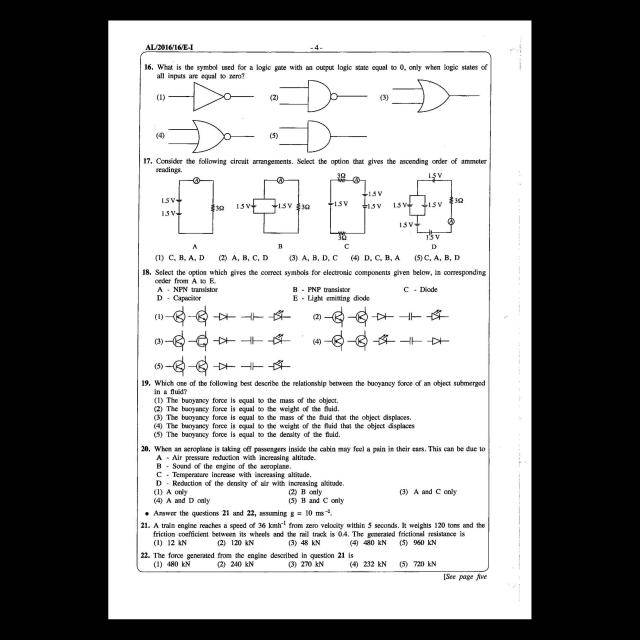 AL/2016/16/E-I
- 4 -
16. What is the symbol used for a logic gate with an output logic state equal to 0, only when logic states of
all inputs are equal to zero?
(1) (2) (3)
(4) (5)
17. Consider the following circuit arrangements. Select the option that gives the ascending order of ammeter
readings.
3Ω A 1.5 V
A A
1.5 V 1.5 V
1.5 V 3Ω 1.5 V 1.5 V 3Ω 1.5 V 1.5 V 1.5 V 1.5 V 3Ω
A
1.5 V
3Ω 1.5 V
A B C D
(1) C, B, A, D (2) A, B, C, D (3) A, B, D, C (4) D, C, B, A (5) C, A, B, D
18. Select the option which gives the correct symbols for electronic components given below, in corresponding
order from A to E.
A - NPN transistor B - PNP transistor C - Diode
D - Capacitor E - Light emitting diode
(1) (2)
(3) (4)
(5)
19. Which one of the following best describe the relationship between the buoyancy force of an object submerged
in a fluid?
(1) The buoyancy force is equal to the mass of the object.
(2) The buoyancy force is equal to the weight of the fluid.
(3) The buoyancy force is equal to the mass of the fluid that the object displaces.
(4) The buoyancy force is equal to the weight of the fluid that the object displaces
(5) The buoyancy force is equal to the density of the fluid.
20. When an aeroplane is taking off passengers inside the cabin may feel a pain in their ears. This can be due to
A - Air pressure reduction with increasing altitude.
B - Sound of the engine of the aeroplane.
C - Temperature increase with increasing altitude.
D - Reduction of the density of air with increasing altitude.
(1) A only (2) B only (3) A and C only
(4) A and D only (5) B and C only
• Answer the questions 21 and 22, assuming g = 10 ms⁻².
21. A train engine reaches a speed of 36 kmh⁻¹ from zero velocity within 5 seconds. It weights 120 tons and the
friction coefficient between its wheels and the rail track is 0.4. The generated frictional resistance is
(1) 12 kN (2) 120 kN (3) 48 kN (4) 480 kN (5) 960 kN
22. The force generated from the engine described in question 21 is
(1) 480 kN (2) 240 kN (3) 270 kN (4) 232 kN (5) 720 kN
[See page five